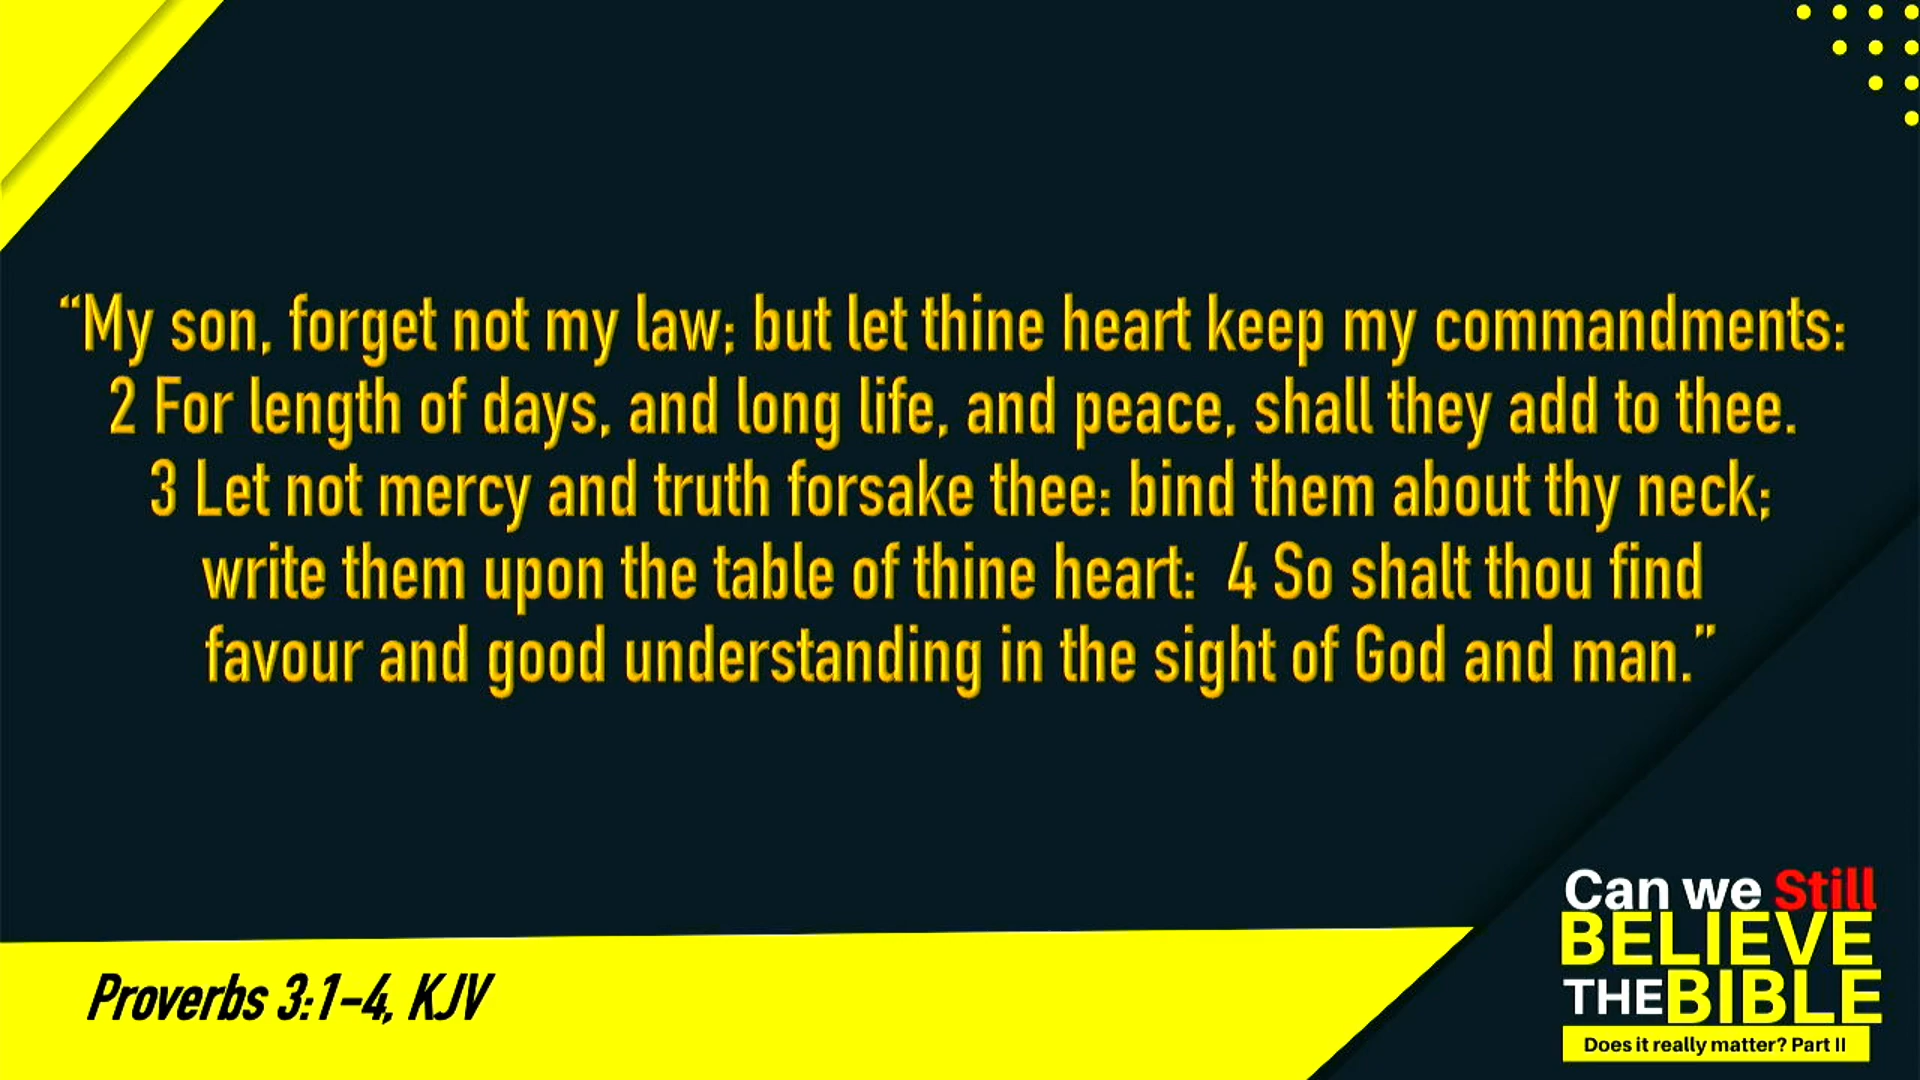 “My son, forget not my law; but let thine heart keep my commandments:
2 For length of days, and long life, and peace, shall they add to thee.
3 Let not mercy and truth forsake thee: bind them about thy neck;
write them upon the table of thine heart:  4 So shalt thou find
favour and good understanding in the sight of God and man.”
Proverbs 3:1–4, KJV
Can we Still
BELIEVE
THE BIBLE
Does it really matter? Part II